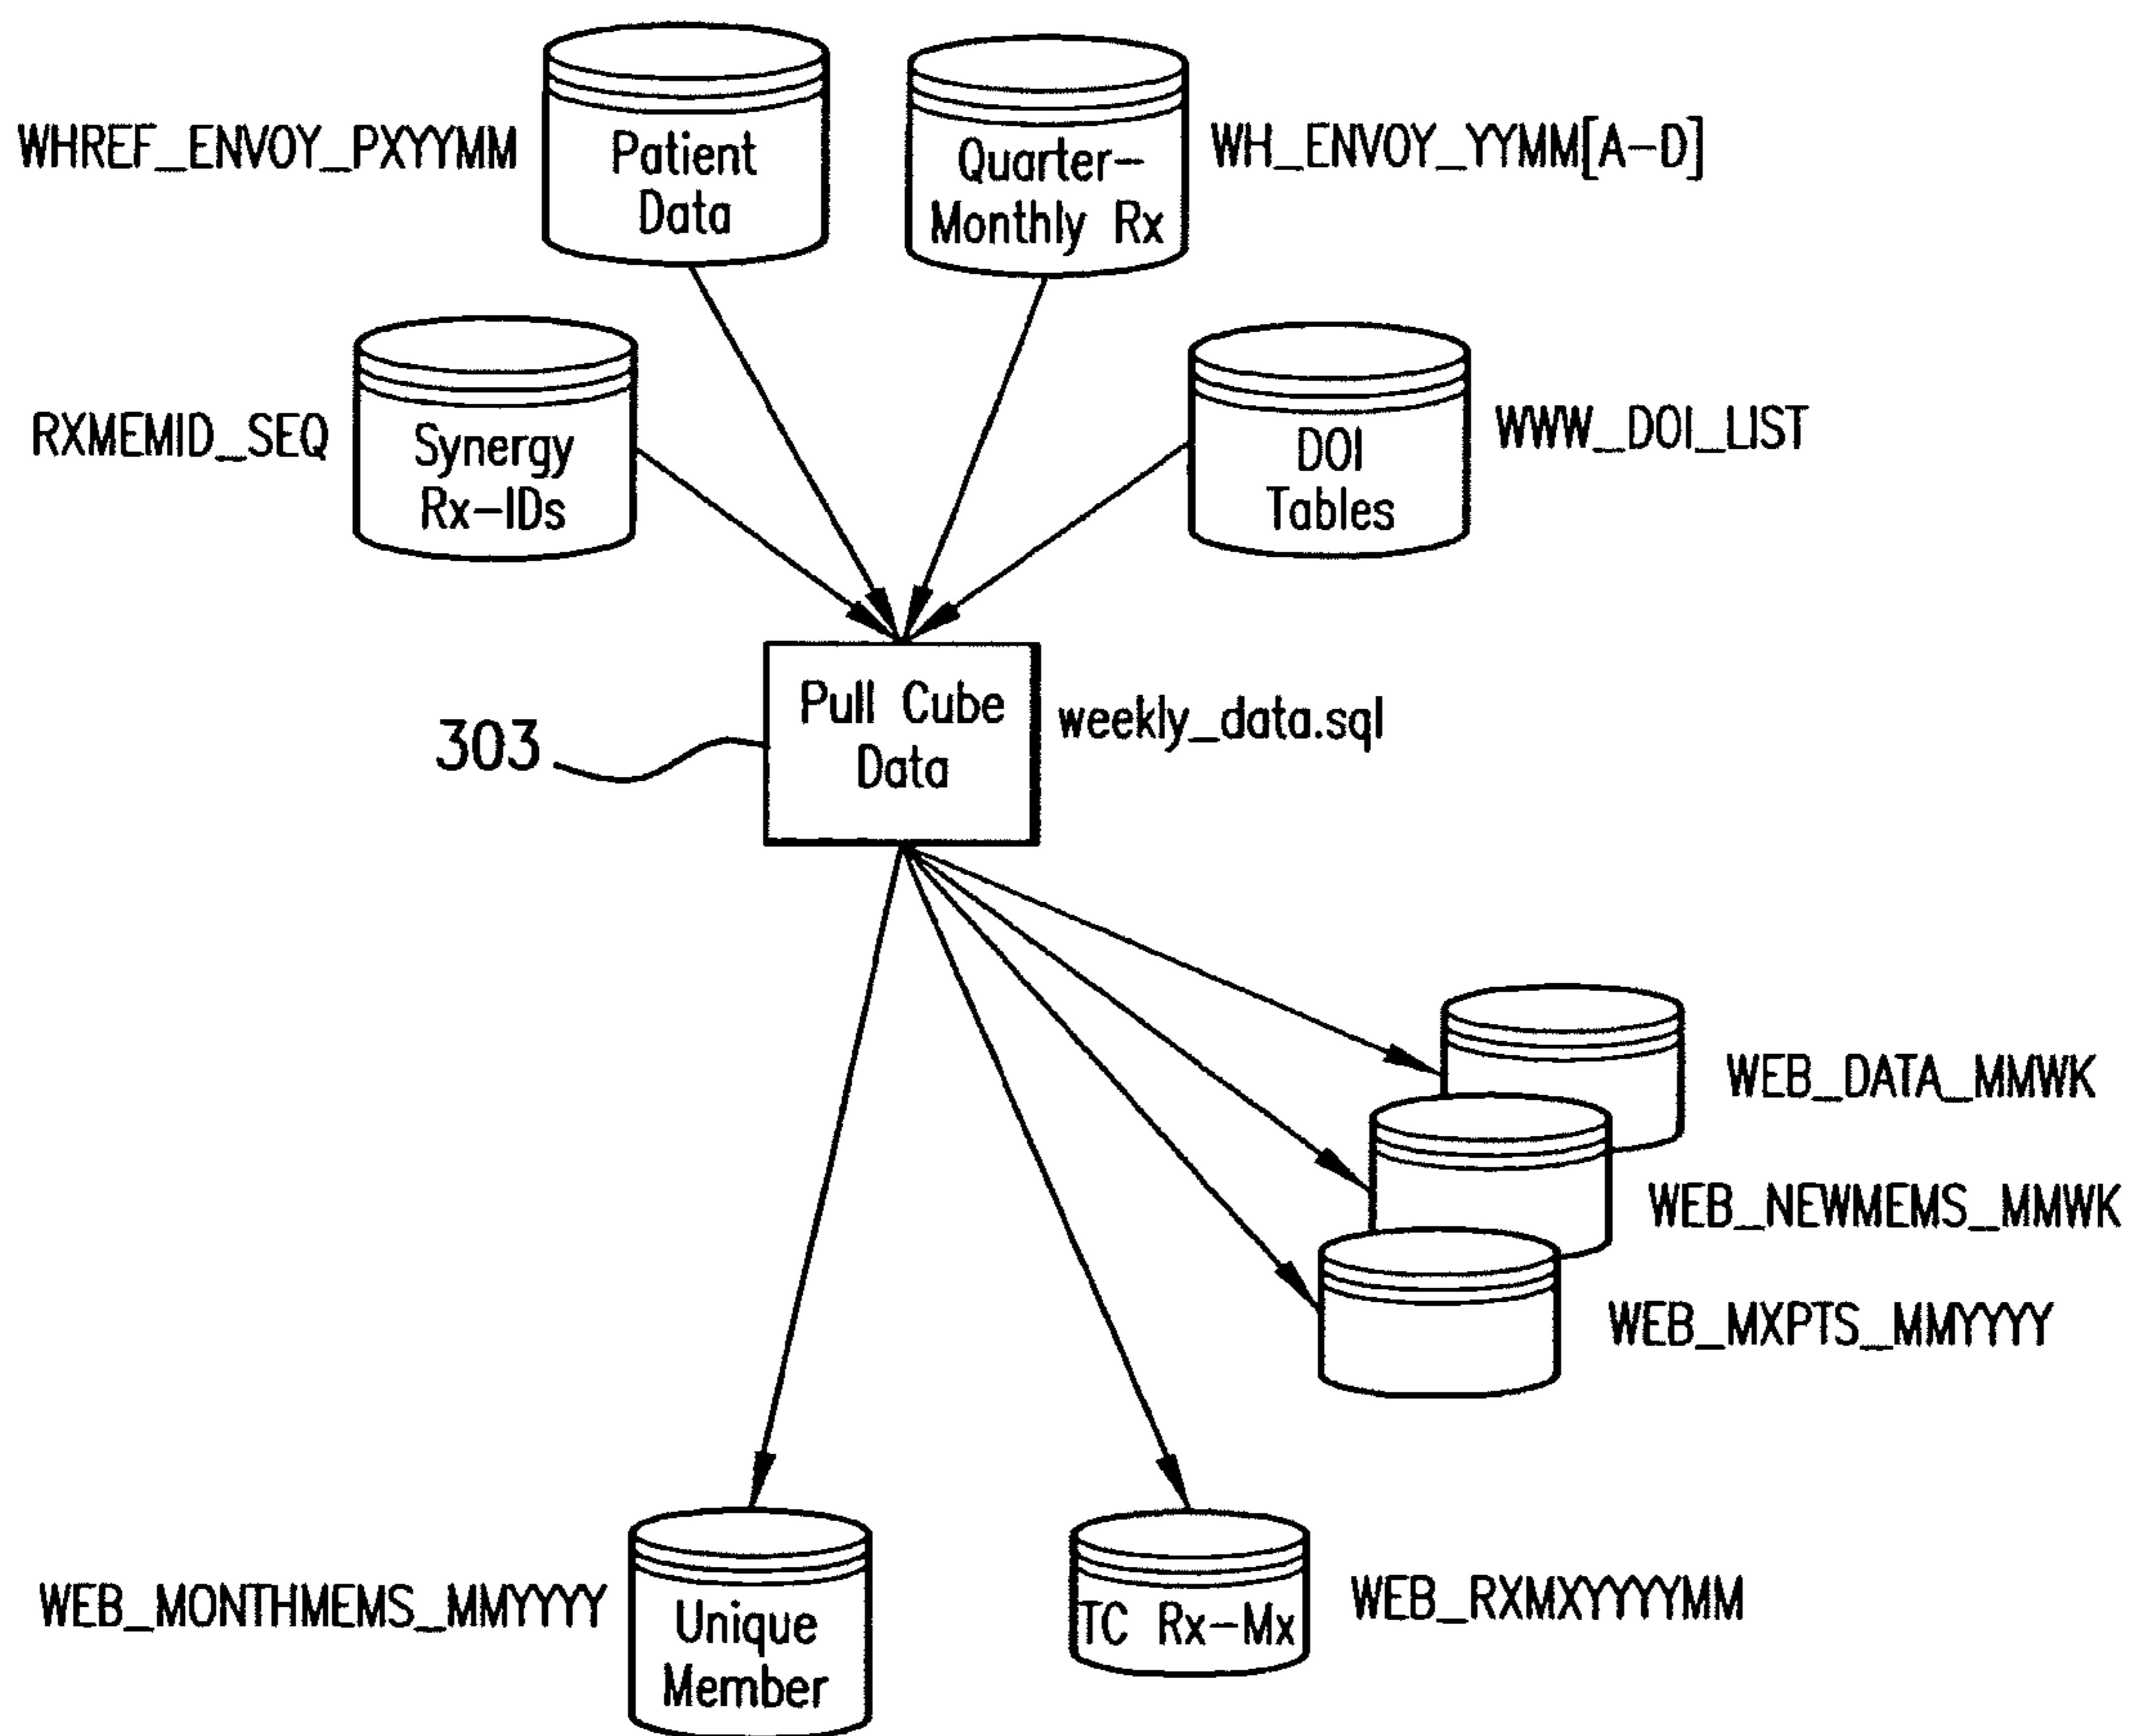 WHREF_ENVOY_PXYYMM
Patient
Data
Quarter-
Monthly Rx
WH_ENVOY_YYMM[A-D]
RXMEMID_SEQ
Synergy
Rx-IDs
DOI
Tables
WWW_DOI_LIST
303
Pull Cube
Data
weekly_data.sql
WEB_DATA_MMWK
WEB_NEWMEMS_MMWK
WEB_MXPTS_MMYYYY
WEB_MONTHMEMS_MMYYYY
Unique
Member
TC Rx-Mx
WEB_RXMXYYYYMM